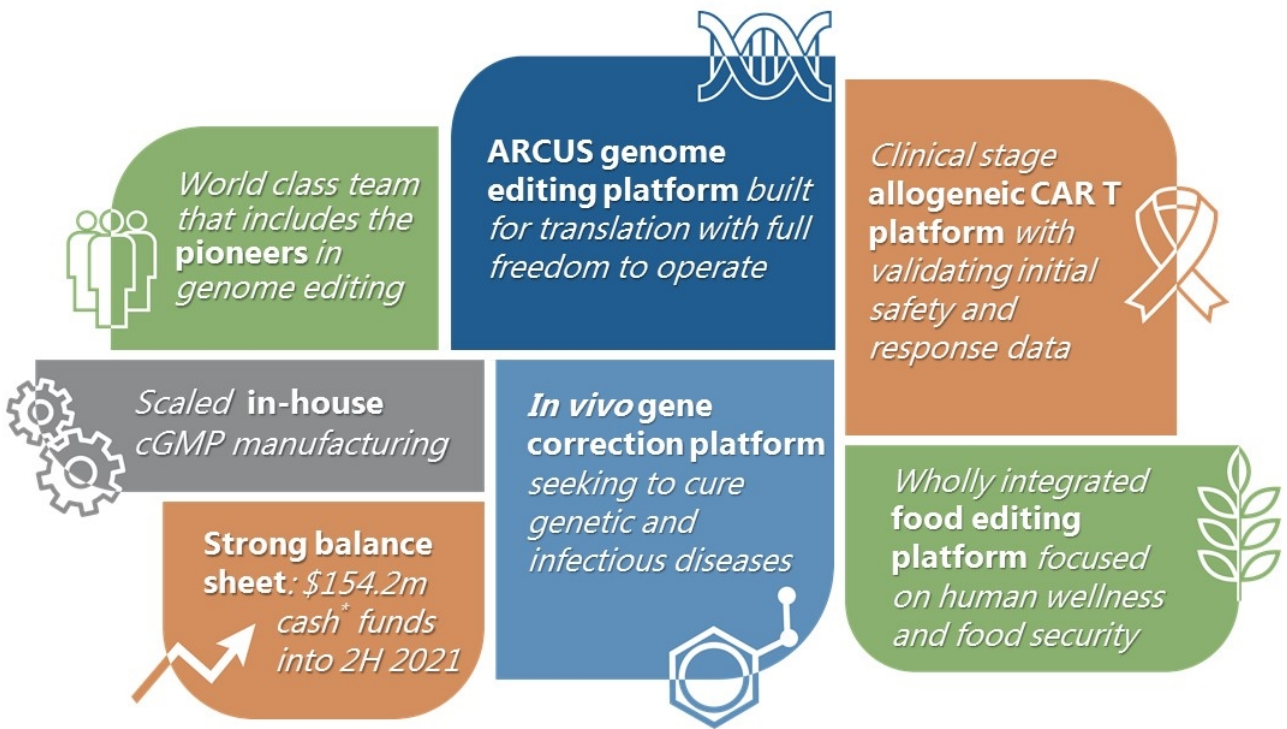 World class team
that includes the
pioneers in
genome editing
ARCUS genome
editing platform built
for translation with full
freedom to operate
Clinical stage
allogeneic CAR T
platform with
validating initial
safety and
response data
Scaled in-house
cGMP manufacturing
In vivo gene
correction platform
seeking to cure
genetic and
infectious diseases
Wholly integrated
food editing
platform focused
on human wellness
and food security
Strong balance
sheet: $154.2m
cash* funds
into 2H 2021